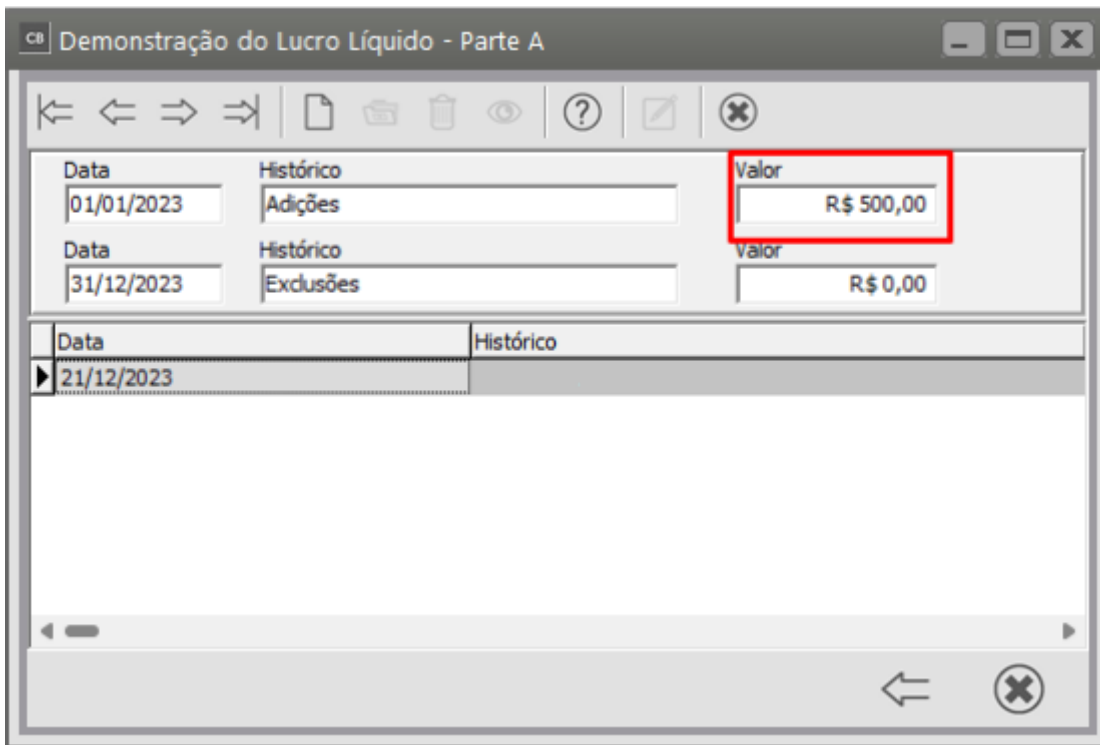 CB Demonstração do Lucro Líquido - Parte A
Data Histórico Valor
01/01/2023 Adições R$ 500,00
Data Histórico Valor
31/12/2023 Exclusões R$ 0,00
Data Histórico
21/12/2023